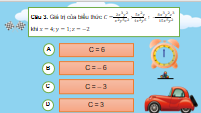 Câu 3. Giá trị của biểu thức C =
khi x = 4; y = 1; z = −2
A C = 6
B C = − 6
C C = − 3
D C = 3